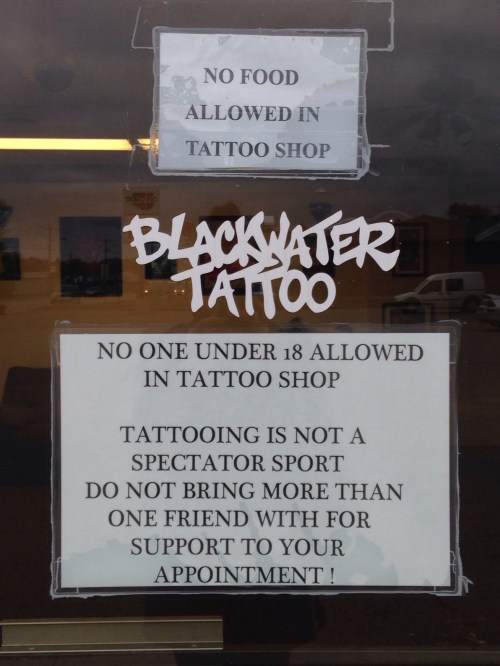 NO FOOD
ALLOWED IN
TATTOO SHOP
BLACKWATER
TATTOO
NO ONE UNDER 18 ALLOWED
IN TATTOO SHOP
TATTOOING IS NOT A
SPECTATOR SPORT
DO NOT BRING MORE THAN
ONE FRIEND WITH FOR
SUPPORT TO YOUR
APPOINTMENT !